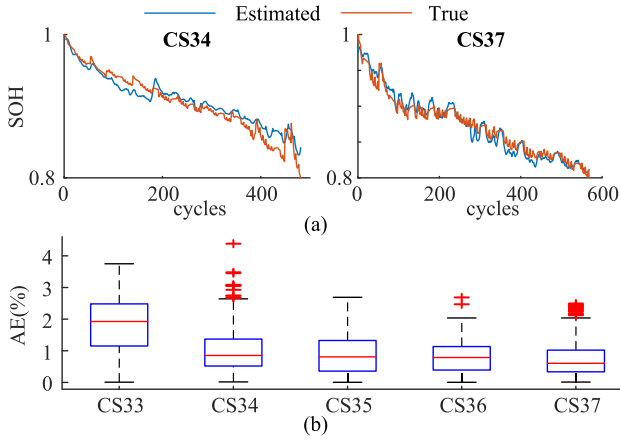 Estimated True
CS34 CS37
SOH
1
0.8
0 200 400
cycles
1
0.8
0 200 400 600
cycles
(a)
AE(%)
4
3
2
1
0
CS33 CS34 CS35 CS36 CS37
(b)